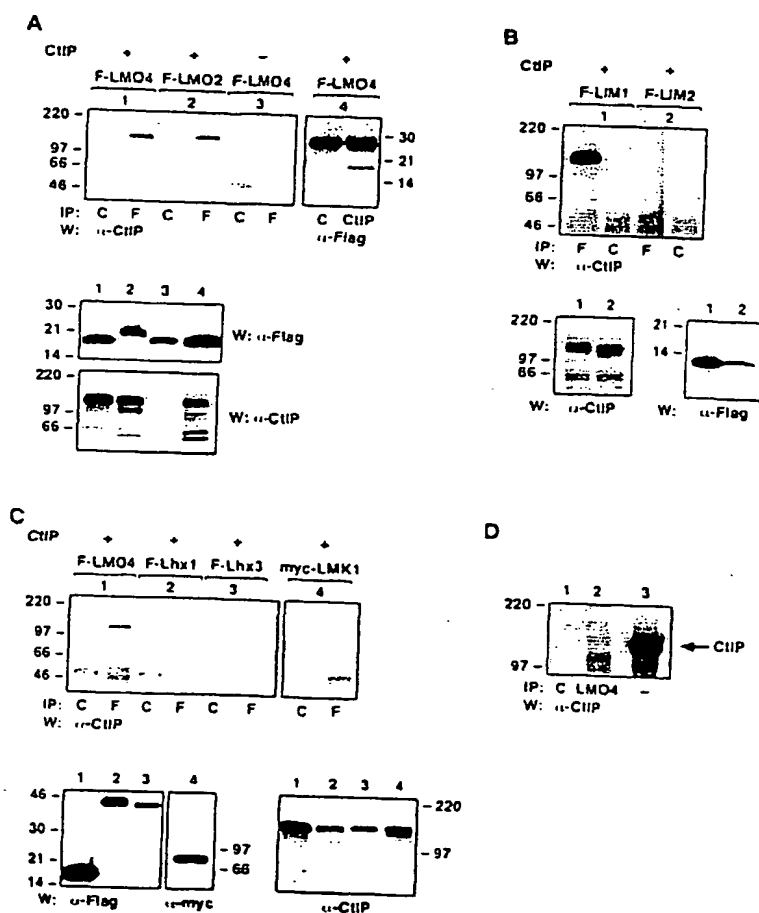 A
CtIP + + – +
F-LMO4 F-LMO2 F-LMO4 F-LMO4
1 2 3 4
220 –
97 –
66 –
46 –
– 30
– 21
– 14
IP: C F C F C F C CtIP
W: α-CtIP α-Flag
1 2 3 4
30 –
21 –
14 –
W: α-Flag
220 –
97 –
66 –
W: α-CtIP
B
CtIP + +
F-LIM1 F-LIM2
1 2
220 –
97 –
66 –
46 –
IP: F C F C
W: α-CtIP
1 2 1 2
220 –
97 –
66 –
21 –
14 –
W: α-CtIP W: α-Flag
C
CtIP + + + +
F-LMO4 F-Lhx1 F-Lhx3 myc-LMK1
1 2 3 4
220 –
97 –
66 –
46 –
IP: C F C F C F C F
W: α-CtIP
1 2 3 4 1 2 3 4
46 –
30 –
21 –
14 –
– 97
– 66
– 220
– 97
W: α-Flag α-myc α-CtIP
D
1 2 3
220 –
97 –
CtIP
IP: C LMO4 –
W: α-CtIP